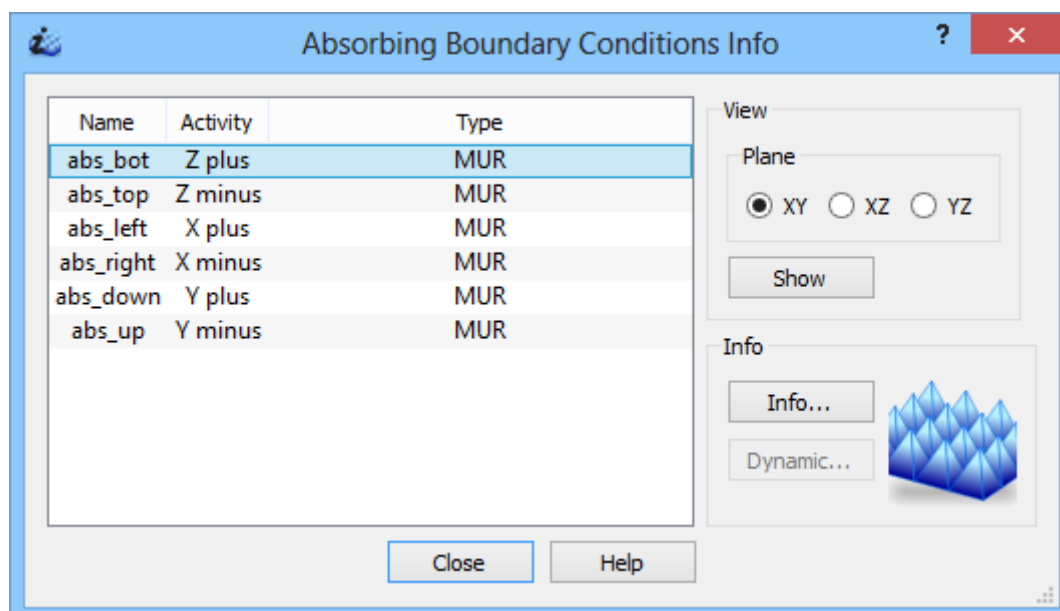 Absorbing Boundary Conditions Info ?
Name Activity Type
abs_bot Z plus MUR
abs_top Z minus MUR
abs_left X plus MUR
abs_right X minus MUR
abs_down Y plus MUR
abs_up Y minus MUR
View
Plane
XY XZ YZ
Show
Info
Info...
Dynamic...
Close Help